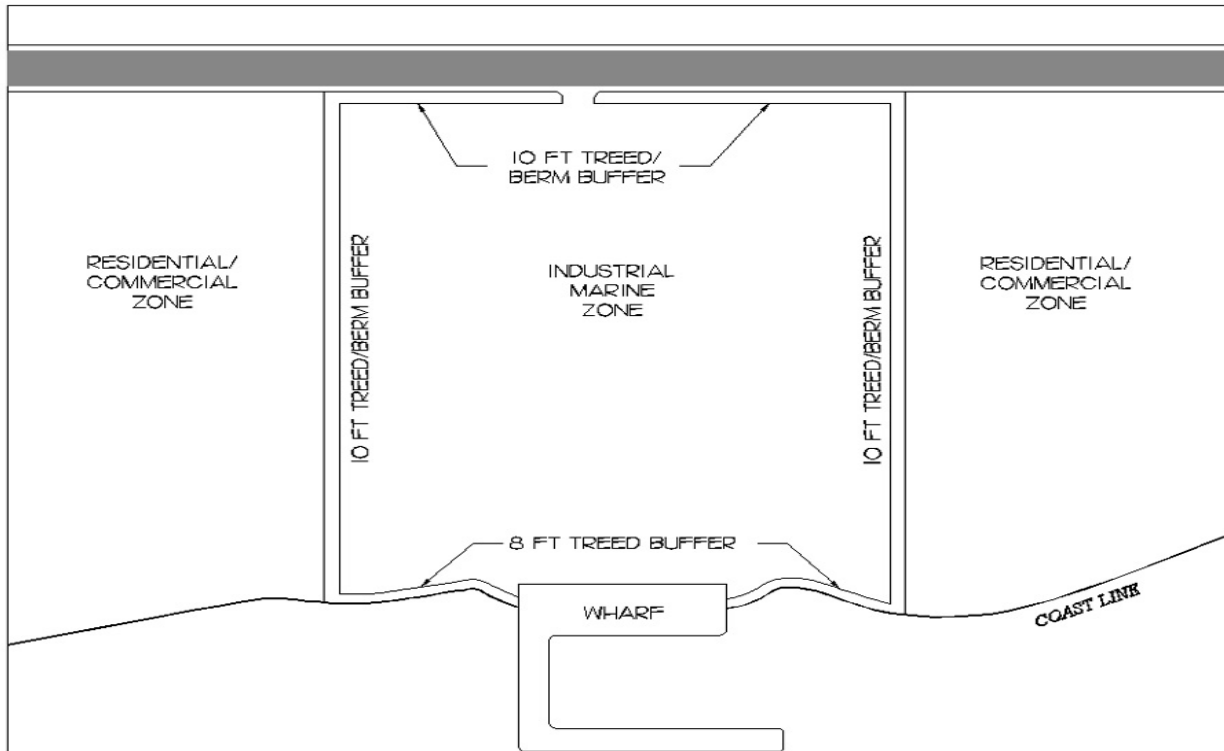 10 FT TREED/
BERM BUFFER
RESIDENTIAL/
COMMERCIAL
ZONE
10 FT TREED/BERM BUFFER
INDUSTRIAL
MARINE
ZONE
10 FT TREED/BERM BUFFER
RESIDENTIAL/
COMMERCIAL
ZONE
8 FT TREED BUFFER
WHARF
COAST LINE